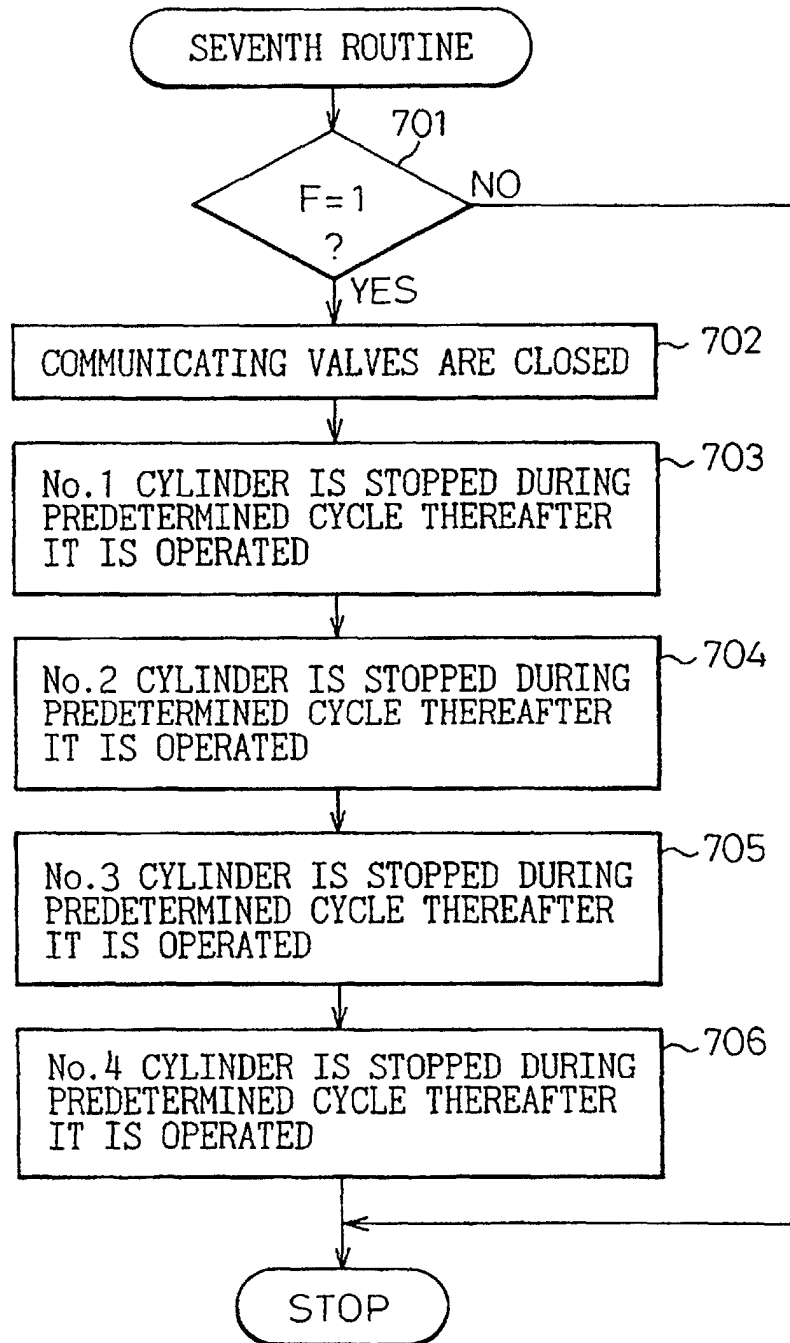 SEVENTH ROUTINE
701
F=1
?
NO
YES
COMMUNICATING VALVES ARE CLOSED
702
No.1 CYLINDER IS STOPPED DURING
PREDETERMINED CYCLE THEREAFTER
IT IS OPERATED
703
No.2 CYLINDER IS STOPPED DURING
PREDETERMINED CYCLE THEREAFTER
IT IS OPERATED
704
No.3 CYLINDER IS STOPPED DURING
PREDETERMINED CYCLE THEREAFTER
IT IS OPERATED
705
No.4 CYLINDER IS STOPPED DURING
PREDETERMINED CYCLE THEREAFTER
IT IS OPERATED
706
STOP